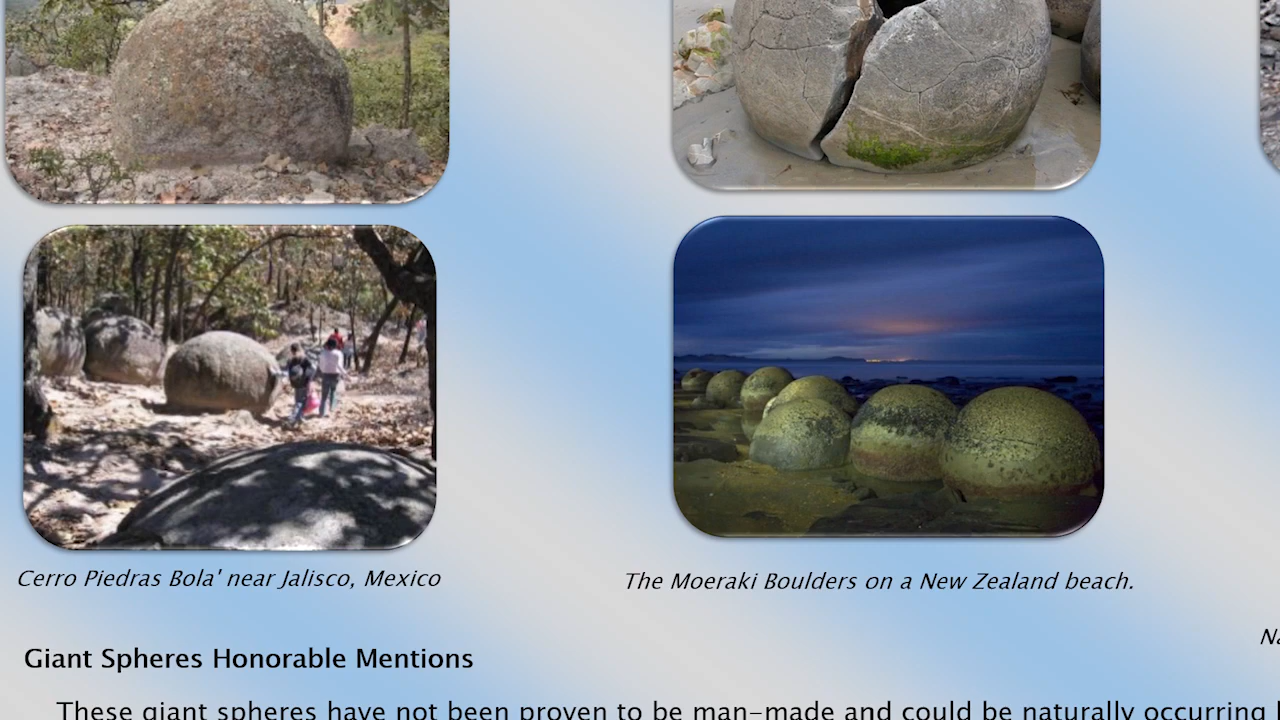 Cerro Piedras Bola' near Jalisco, Mexico
The Moeraki Boulders on a New Zealand beach.
Giant Spheres Honorable Mentions
These giant spheres have not been proven to be man-made and could be naturally occurring